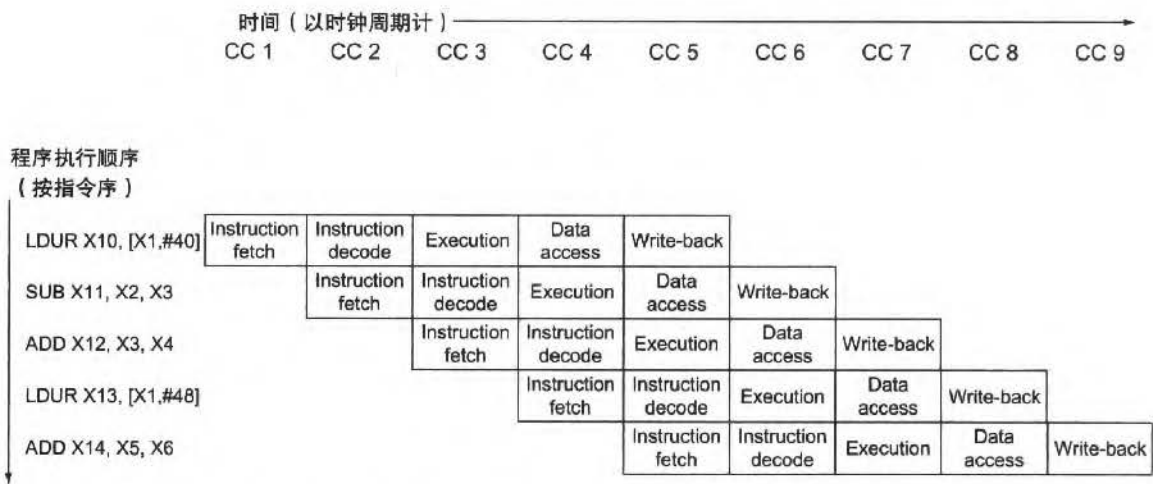 时间（以时钟周期计）
CC 1 CC 2 CC 3 CC 4 CC 5 CC 6 CC 7 CC 8 CC 9
程序执行顺序
（按指令序）
LDUR X10, [X1,#40] Instruction fetch Instruction decode Execution Data access Write-back
SUB X11, X2, X3 Instruction fetch Instruction decode Execution Data access Write-back
ADD X12, X3, X4 Instruction fetch Instruction decode Execution Data access Write-back
LDUR X13, [X1,#48] Instruction fetch Instruction decode Execution Data access Write-back
ADD X14, X5, X6 Instruction fetch Instruction decode Execution Data access Write-back